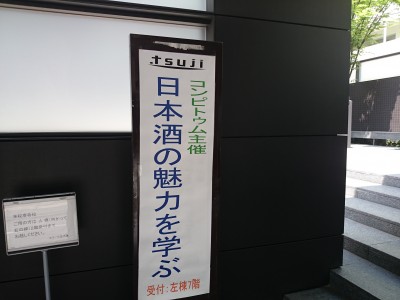 tsuji
コンピトゥム主催
日本酒の魅力を学ぶ
受付：左棟7階